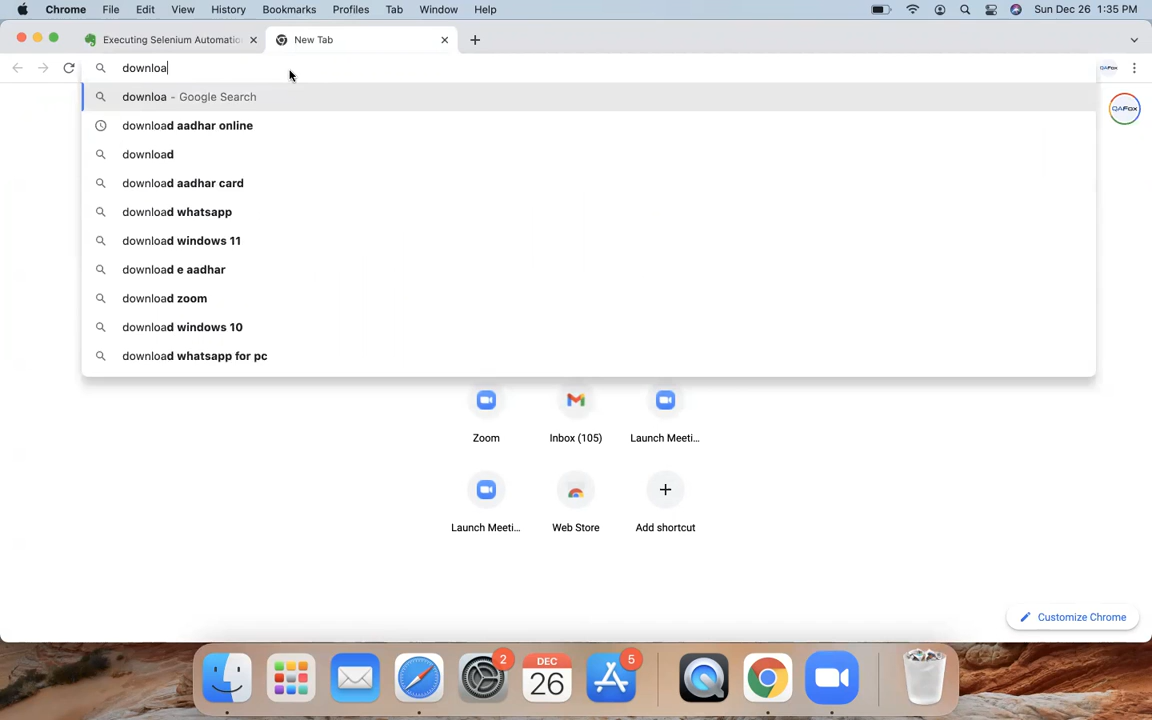 Chrome File Edit View History Bookmarks Profiles Tab Window Help Sun Dec 26 1:35 PM
Executing Selenium Automatio New Tab
downloa QAFox
downloa - Google Search
QAFox
download aadhar online
download
download aadhar card
download whatsapp
download windows 11
download e aadhar
download zoom
download windows 10
download whatsapp for pc
Zoom Inbox (105) Launch Meeti...
Launch Meeti... Web Store Add shortcut
Customize Chrome
2 DEC 5
26